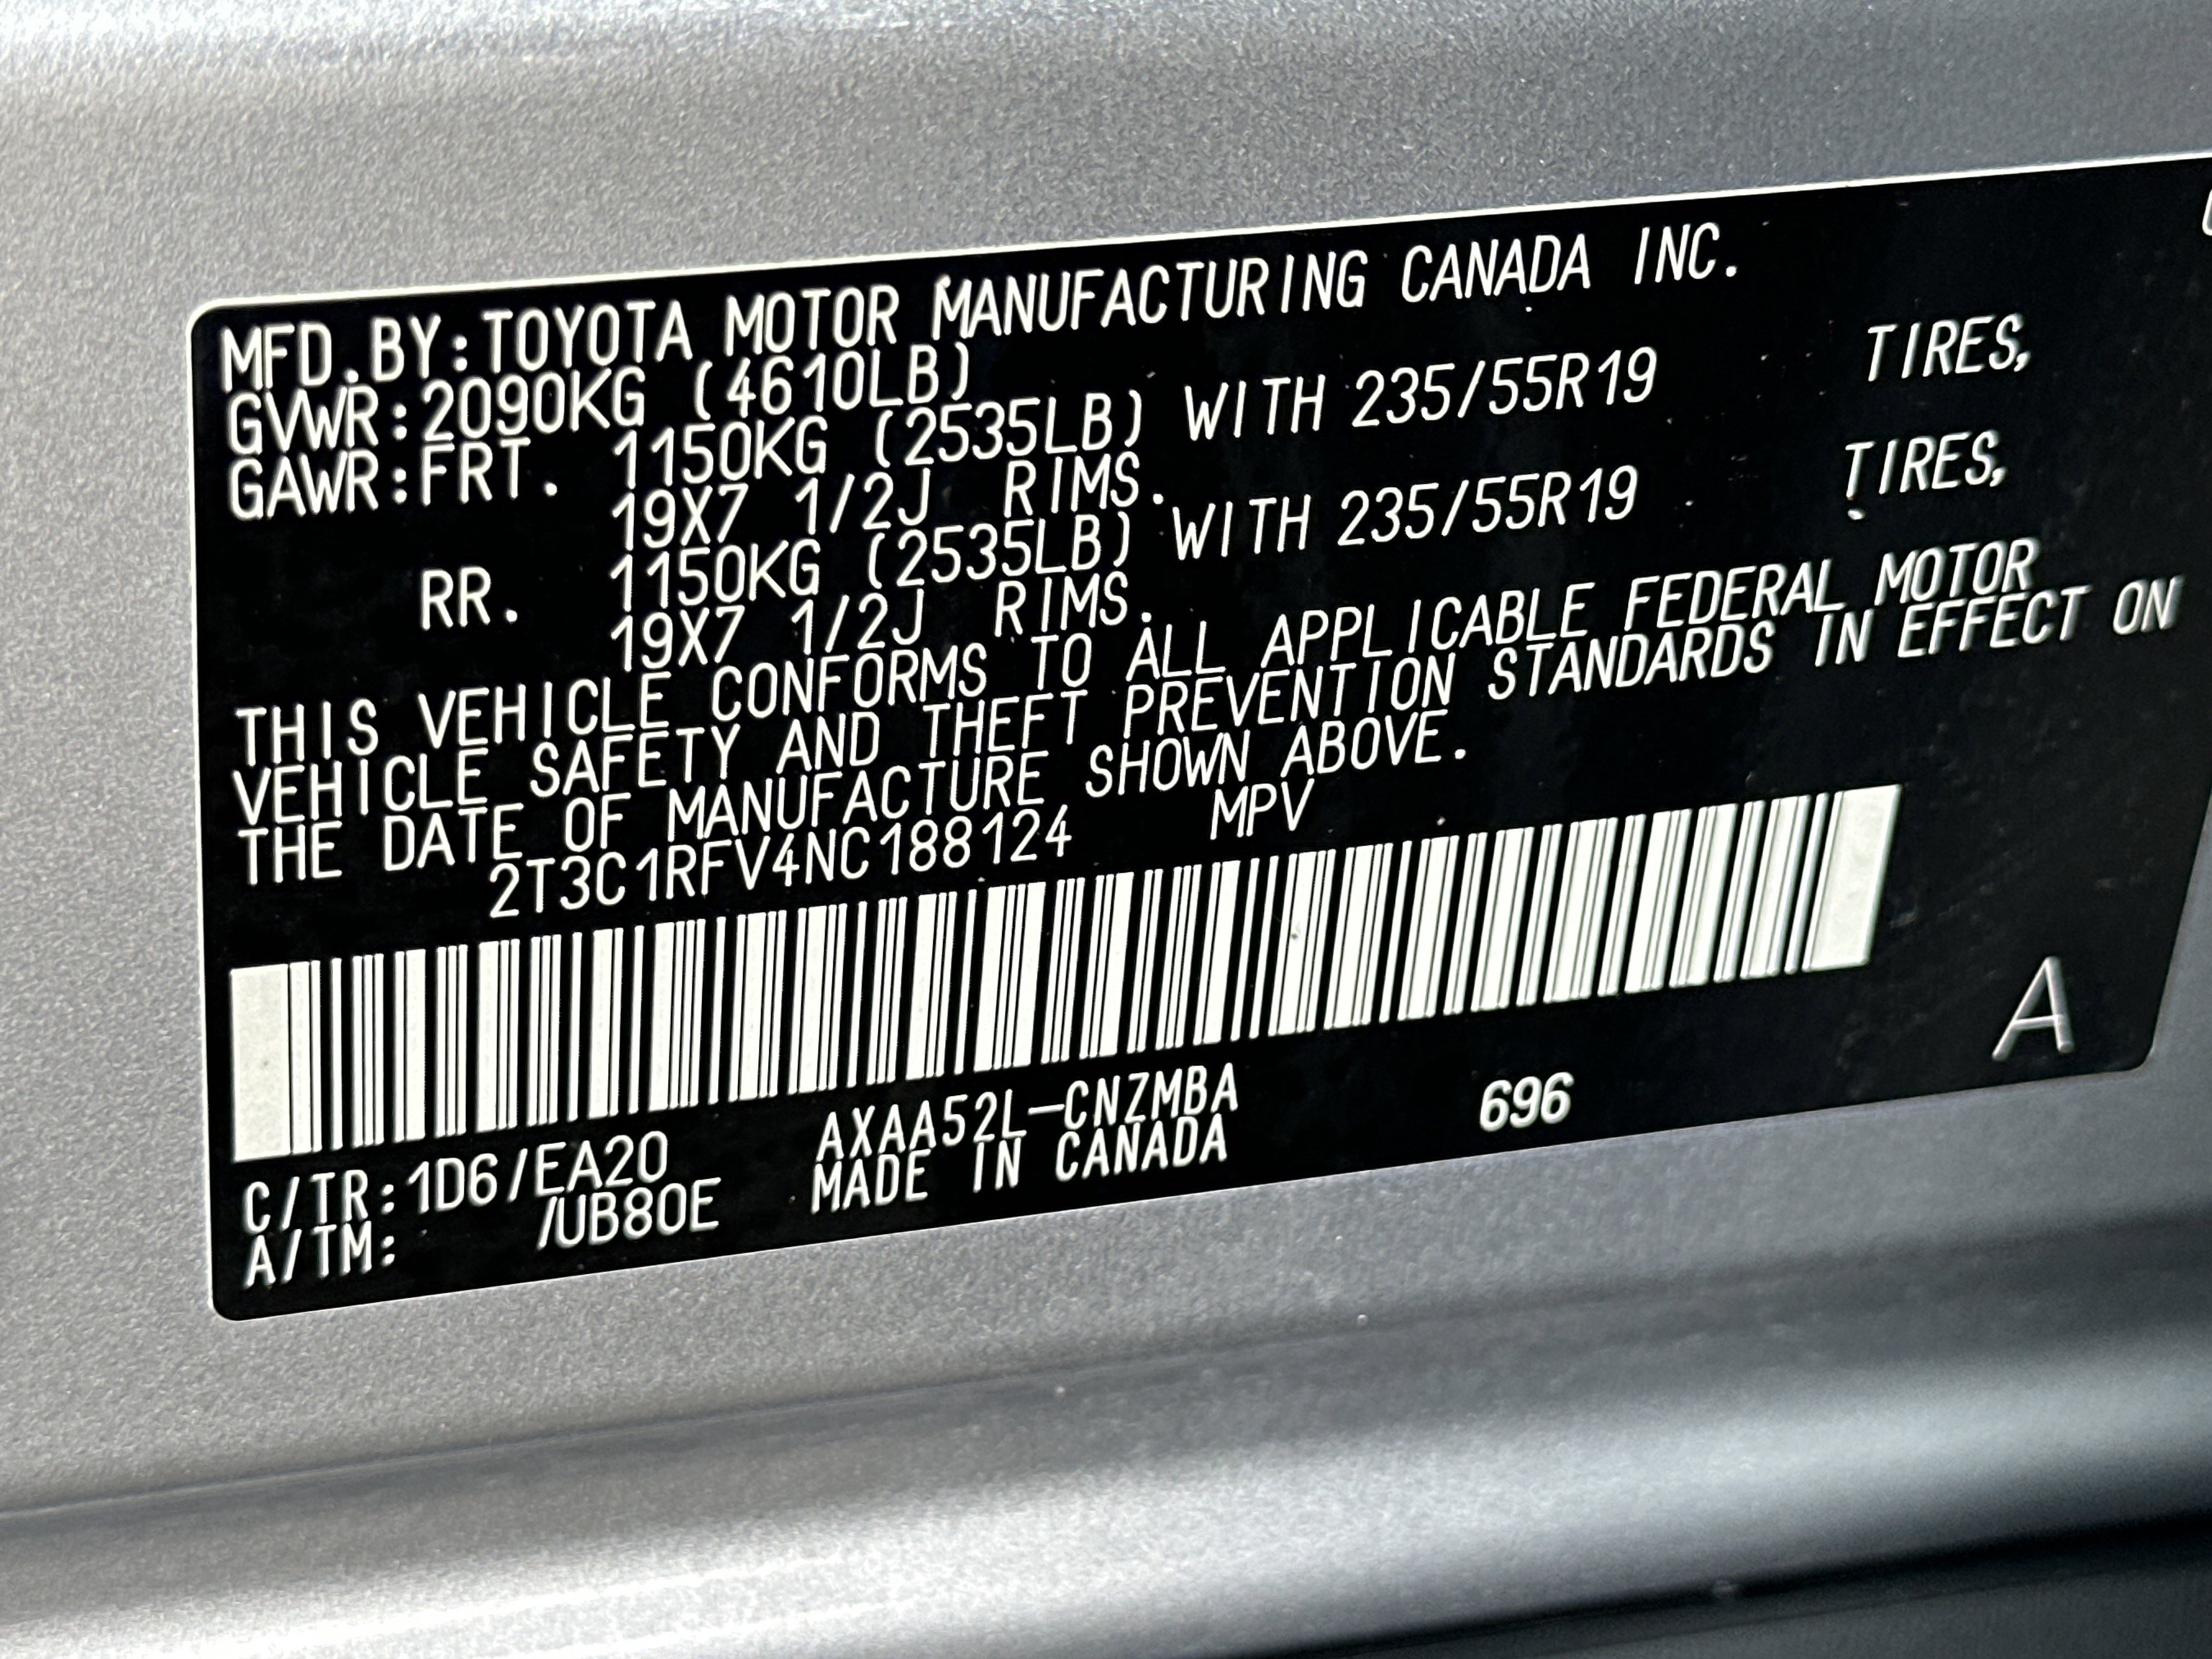 MFD.BY:TOYOTA MOTOR MANUFACTURING CANADA INC.
GVWR:2090KG (4610LB)
GAWR:FRT. 1150KG (2535LB) WITH 235/55R19 TIRES,
19X7 1/2J RIMS.
RR. 1150KG (2535LB) WITH 235/55R19 TIRES,
19X7 1/2J RIMS.
THIS VEHICLE CONFORMS TO ALL APPLICABLE FEDERAL MOTOR
VEHICLE SAFETY AND THEFT PREVENTION STANDARDS IN EFFECT ON
THE DATE OF MANUFACTURE SHOWN ABOVE.
2T3C1RFV4NC188124 MPV
C/TR:1D6/EA20 AXAA52L-CNZMBA 696 A
A/TM: /UB80E MADE IN CANADA